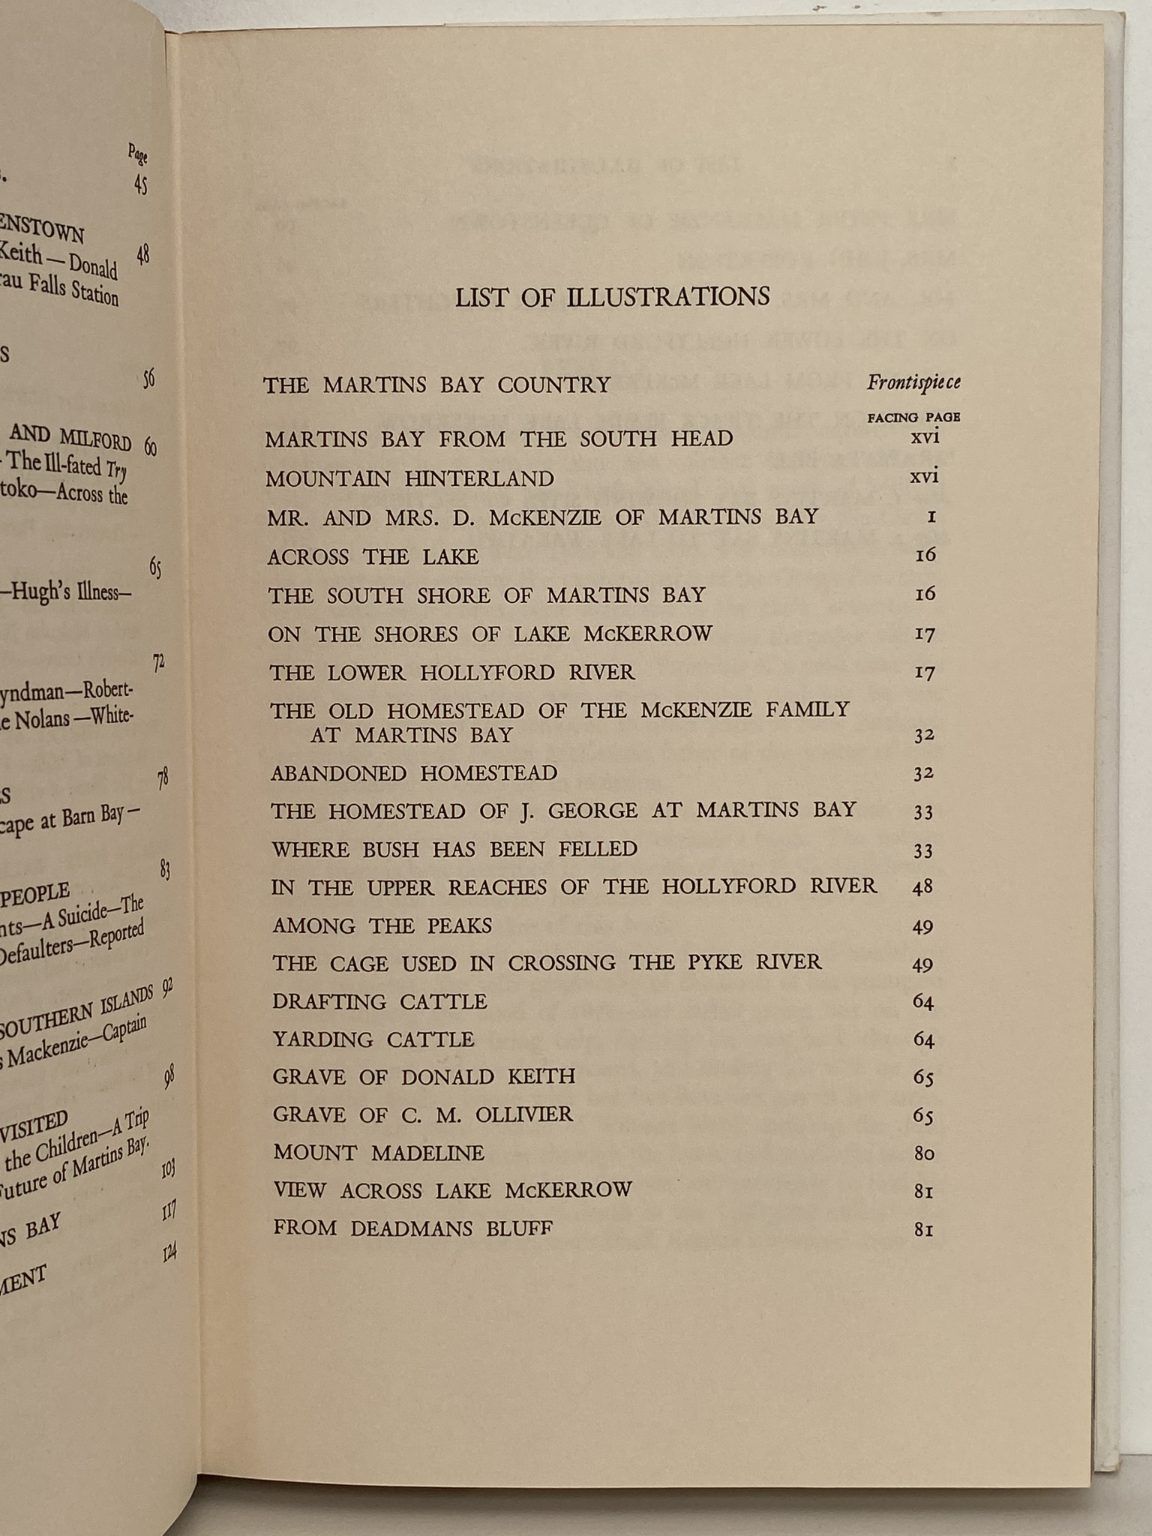 Page
45
ENSTOWN
Keith — Donald 48
rau Falls Station
S
56
AND MILFORD 60
The Ill-fated Try
toko—Across the
65
—Hugh's Illness—
72
yndman—Robert-
e Nolans—White-
78
ES
cape at Barn Bay—
83
PEOPLE
nts—A Suicide—The
Defaulters—Reported
SOUTHERN ISLANDS 92
s Mackenzie—Captain
98
VISITED
the Children—A Trip
Future of Martins Bay.
103
NS BAY 117
MENT 124
LIST OF ILLUSTRATIONS
THE MARTINS BAY COUNTRY Frontispiece
FACING PAGE
MARTINS BAY FROM THE SOUTH HEAD xvi
MOUNTAIN HINTERLAND xvi
MR. AND MRS. D. McKENZIE OF MARTINS BAY 1
ACROSS THE LAKE 16
THE SOUTH SHORE OF MARTINS BAY 16
ON THE SHORES OF LAKE McKERROW 17
THE LOWER HOLLYFORD RIVER 17
THE OLD HOMESTEAD OF THE McKENZIE FAMILY
AT MARTINS BAY 32
ABANDONED HOMESTEAD 32
THE HOMESTEAD OF J. GEORGE AT MARTINS BAY 33
WHERE BUSH HAS BEEN FELLED 33
IN THE UPPER REACHES OF THE HOLLYFORD RIVER 48
AMONG THE PEAKS 49
THE CAGE USED IN CROSSING THE PYKE RIVER 49
DRAFTING CATTLE 64
YARDING CATTLE 64
GRAVE OF DONALD KEITH 65
GRAVE OF C. M. OLLIVIER 65
MOUNT MADELINE 80
VIEW ACROSS LAKE McKERROW 81
FROM DEADMANS BLUFF 81